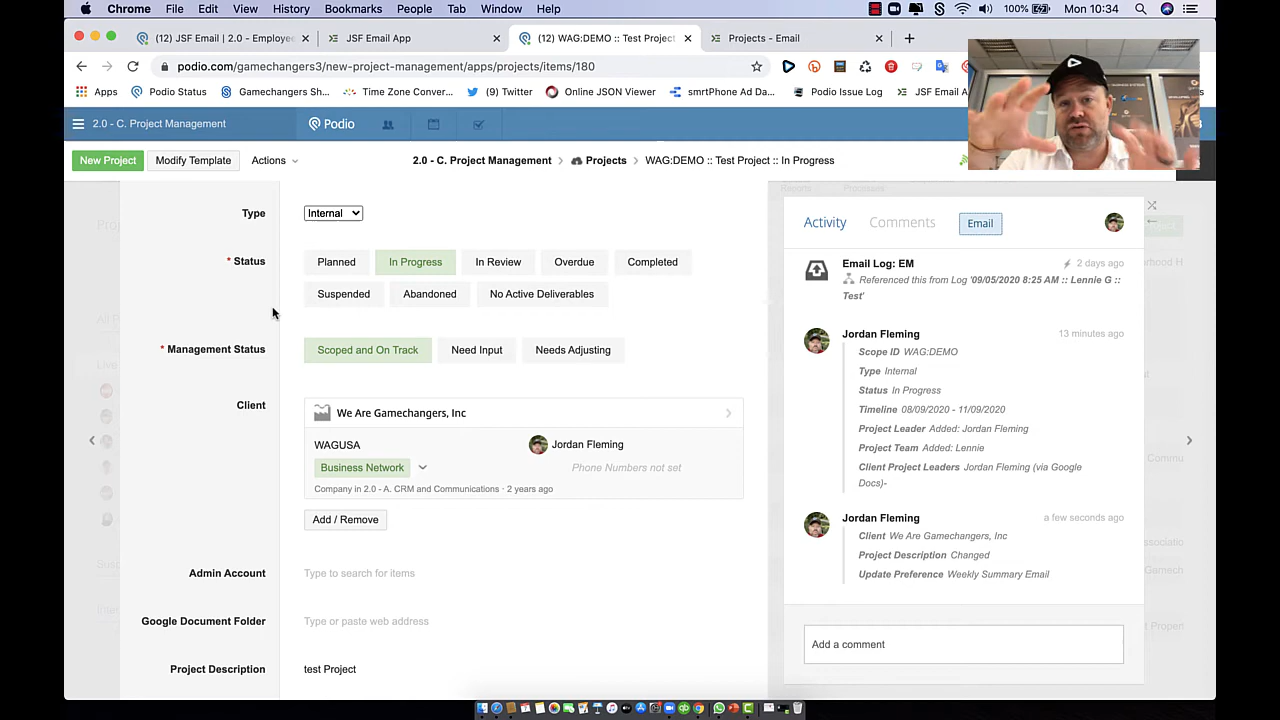 Chrome File Edit View History Bookmarks People Tab Window Help 100% Mon 10:34
(12) JSF Email | 2.0 - Employee × JSF Email App × (12) WAG:DEMO :: Test Project × Projects - Email × +
podio.com/gamechangers3/new-project-management/apps/projects/items/180
Apps Podio Status Gamechangers Sh... Time Zone Convert... (1) Twitter Online JSON Viewer smrtPhone Ad Da... Podio Issue Log JSF Email A
2.0 - C. Project Management Podio
New Project Modify Template Actions 2.0 - C. Project Management Projects WAG:DEMO :: Test Project :: In Progress
Reports Processes
Type Internal
* Status Planned In Progress In Review Overdue Completed
Suspended Abandoned No Active Deliverables
* Management Status Scoped and On Track Need Input Needs Adjusting
Client We Are Gamechangers, Inc
WAGUSA Jordan Fleming
Business Network Phone Numbers not set
Company in 2.0 - A. CRM and Communications · 2 years ago
Add / Remove
Admin Account Type to search for items
Google Document Folder Type or paste web address
Project Description test Project
Activity Comments Email
Email Log: EM 2 days ago
Referenced this from Log '09/05/2020 8:25 AM :: Lennie G ::
Test'
Jordan Fleming 13 minutes ago
Scope ID WAG:DEMO
Type Internal
Status In Progress
Timeline 08/09/2020 - 11/09/2020
Project Leader Added: Jordan Fleming
Project Team Added: Lennie
Client Project Leaders Jordan Fleming (via Google
Docs)-
Jordan Fleming a few seconds ago
Client We Are Gamechangers, Inc
Project Description Changed
Update Preference Weekly Summary Email
Add a comment